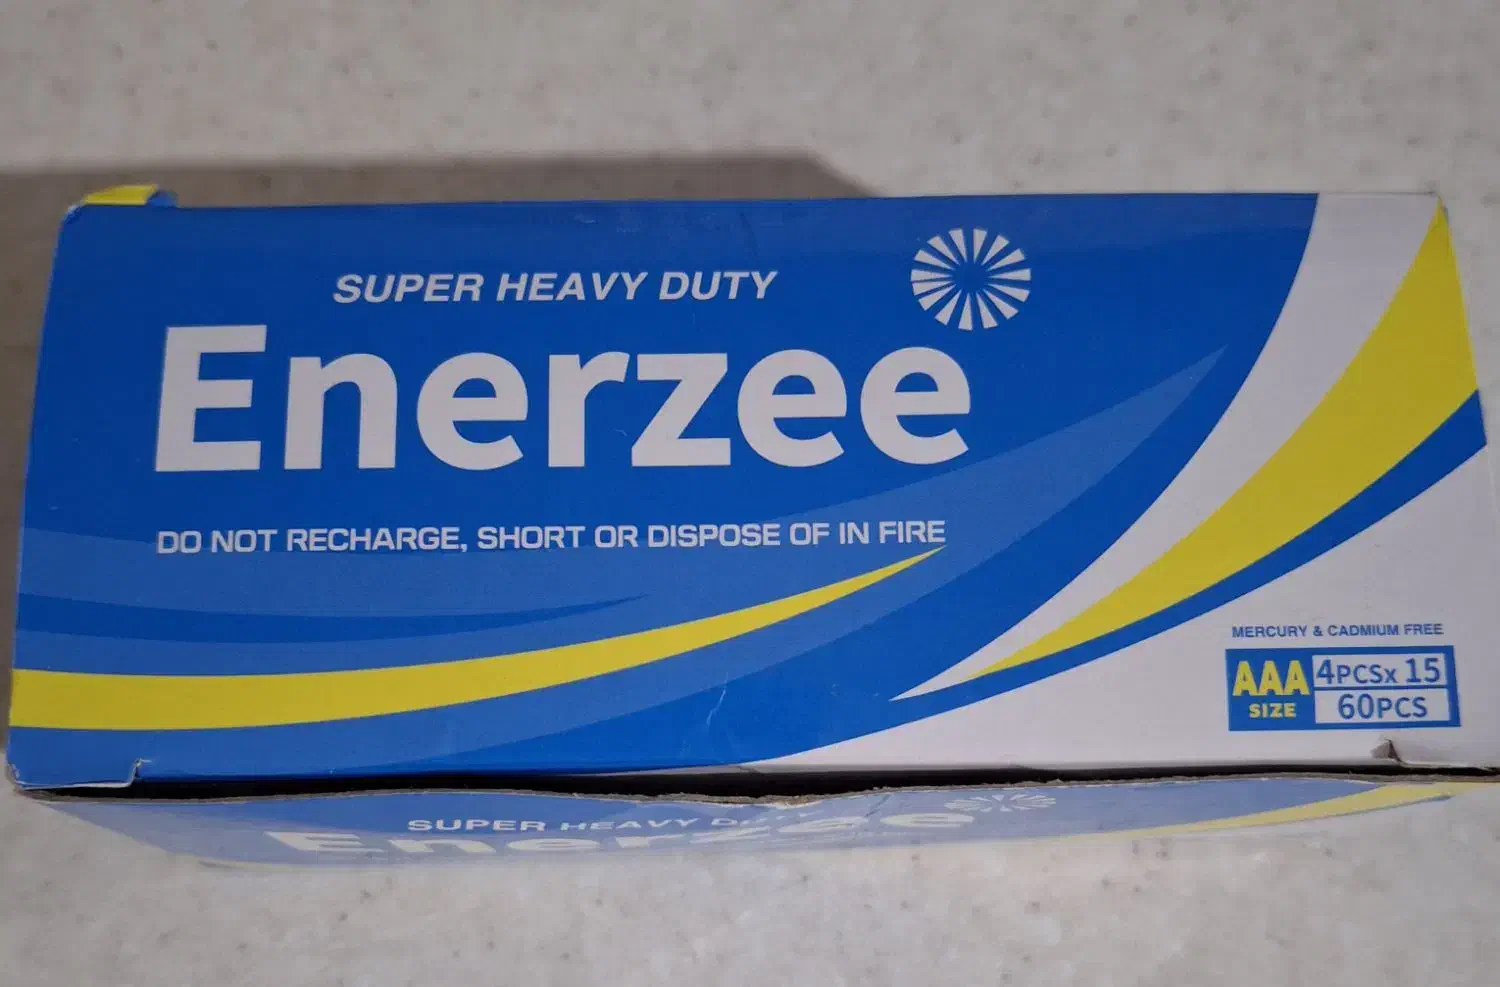 SUPER HEAVY DUTY
Enerzee
DO NOT RECHARGE, SHORT OR DISPOSE OF IN FIRE
MERCURY & CADMIUM FREE
AAA SIZE
4PCSx 15
60PCS
SUPER HEAVY DUTY
Enerzee